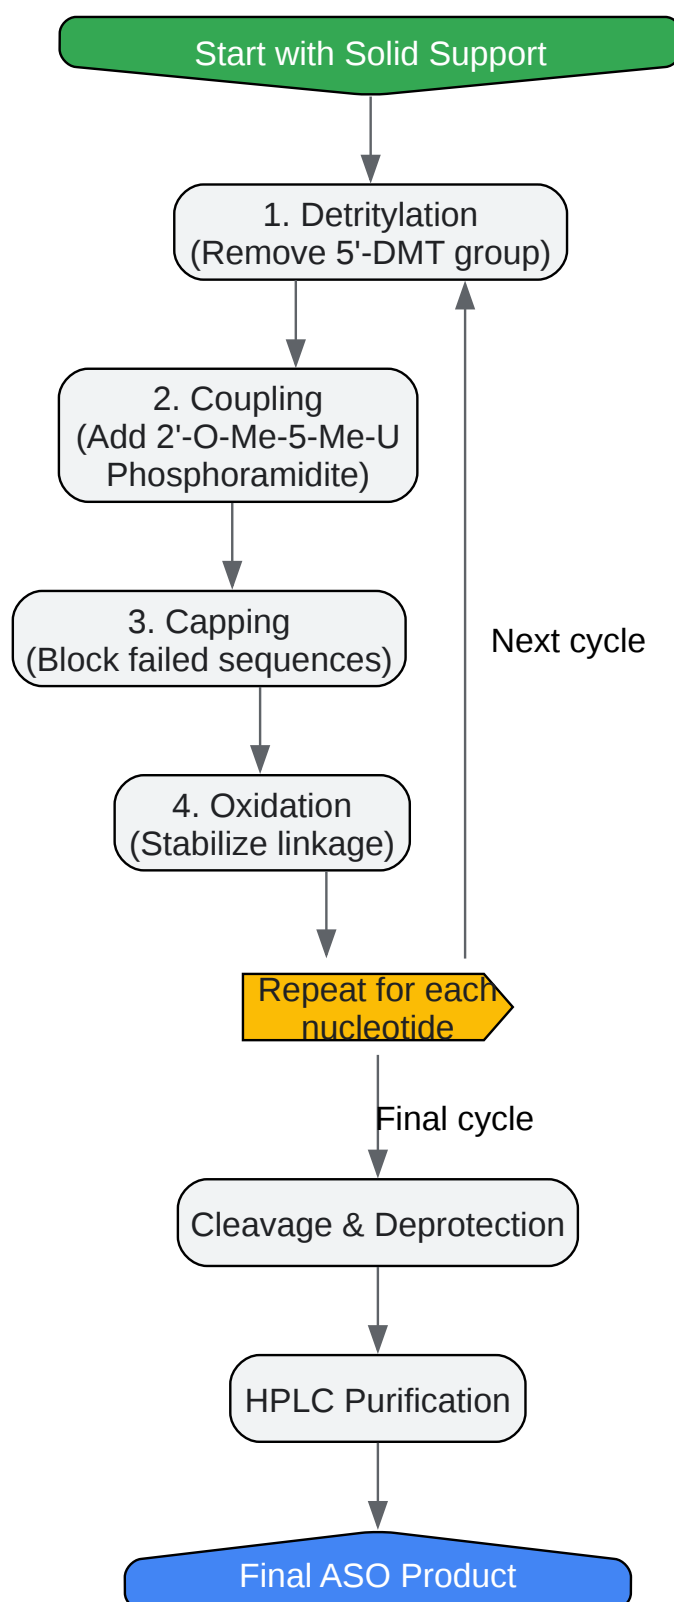 Start with Solid Support
1. Detritylation
(Remove 5'-DMT group)
2. Coupling
(Add 2'-O-Me-5-Me-U
Phosphoramidite)
3. Capping
(Block failed sequences)
Next cycle
4. Oxidation
(Stabilize linkage)
Repeat for each
nucleotide
Final cycle
Cleavage & Deprotection
HPLC Purification
Final ASO Product